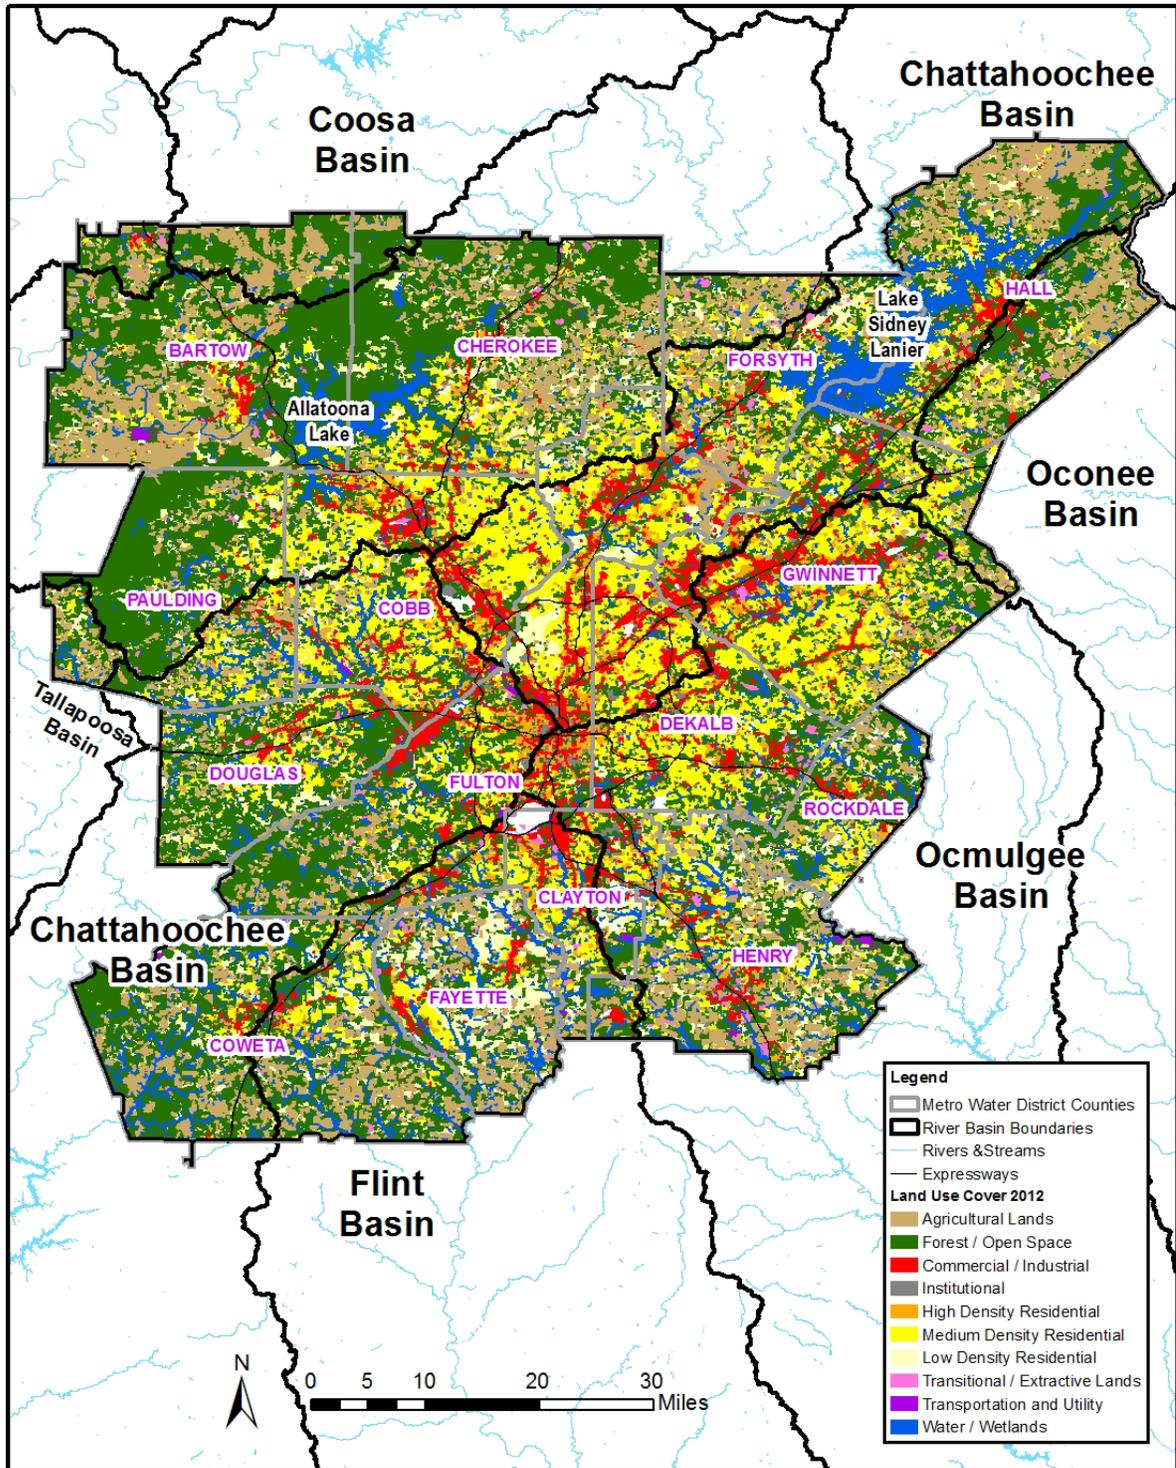 Chattahoochee
Basin
Coosa
Basin
HALL
Lake
Sidney
Lanier
BARTOW
CHEROKEE
FORSYTH
Allatoona
Lake
Oconee
Basin
GWINNETT
PAULDING
COBB
Tallapoosa
Basin
DEKALB
DOUGLAS
FULTON
ROCKDALE
Ocmulgee
Basin
CLAYTON
Chattahoochee
Basin
HENRY
FAYETTE
COWETA
Flint
Basin
Legend
Metro Water District Counties
River Basin Boundaries
Rivers &Streams
Expressways
Land Use Cover 2012
Agricultural Lands
Forest / Open Space
Commercial / Industrial
Institutional
High Density Residential
Medium Density Residential
Low Density Residential
Transitional / Extractive Lands
Transportation and Utility
Water / Wetlands
N
0 5 10 20 30
Miles